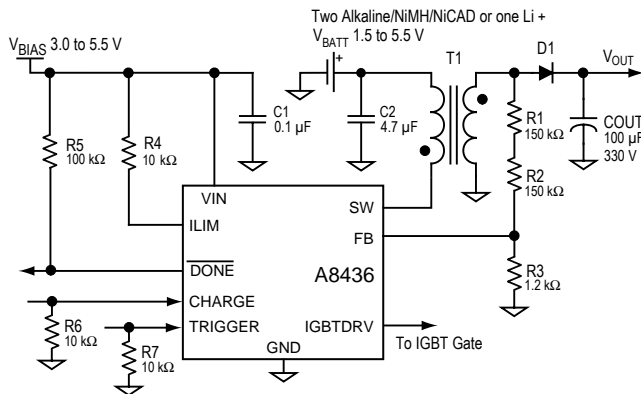 Two Alkaline/NiMH/NiCAD or one Li +
VBIAS 3.0 to 5.5 V
VBATT 1.5 to 5.5 V
+
T1
D1
VOUT
C1
0.1 µF
C2
4.7 µF
R1
150 kΩ
COUT
100 µF
330 V
R5
100 kΩ
R4
10 kΩ
R2
150 kΩ
VIN
SW
ILIM
FB
DONE
A8436
R3
1.2 kΩ
CHARGE
R6
10 kΩ
TRIGGER
IGBTDRV
To IGBT Gate
R7
10 kΩ
GND